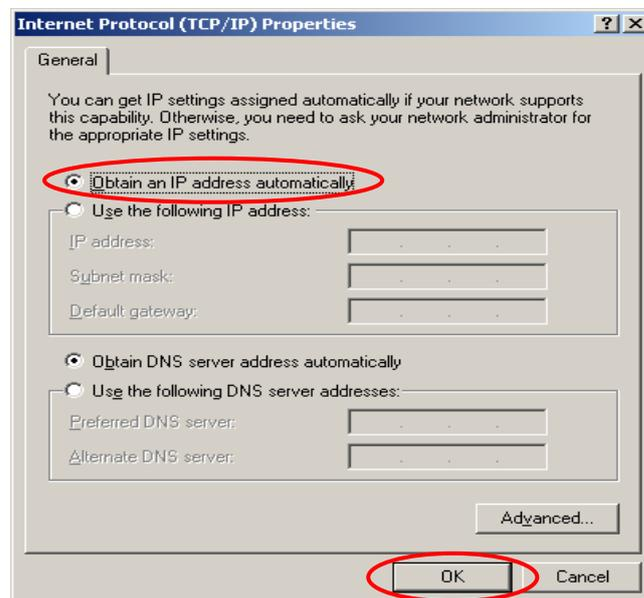 Internet Protocol (TCP/IP) Properties
General
You can get IP settings assigned automatically if your network supports
this capability. Otherwise, you need to ask your network administrator for
the appropriate IP settings.
Obtain an IP address automatically
Use the following IP address:
IP address:
Subnet mask:
Default gateway:
Obtain DNS server address automatically
Use the following DNS server addresses:
Preferred DNS server:
Alternate DNS server:
Advanced...
OK Cancel